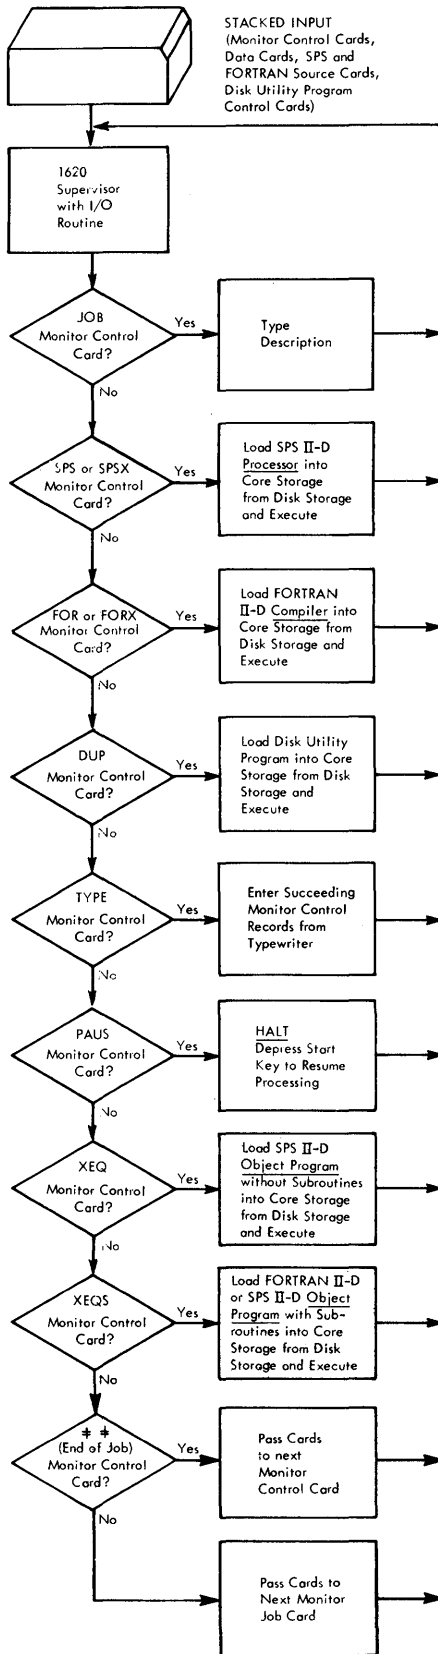 STACKED INPUT
(Monitor Control Cards,
Data Cards, SPS and
FORTRAN Source Cards,
Disk Utility Program
Control Cards)
1620
Supervisor
with I/O
Routine
JOB
Monitor Control
Card?
Yes
Type
Description
No
SPS or SPSX
Monitor Control
Card?
Yes
Load SPS II-D
Processor into
Core Storage
from Disk Storage
and Execute
No
FOR or FORX
Monitor Control
Card?
Yes
Load FORTRAN
II-D Compiler into
Core Storage from
Disk Storage and
Execute
No
DUP
Monitor Control
Card?
Yes
Load Disk Utility
Program into Core
Storage from Disk
Storage and
Execute
No
TYPE
Monitor Control
Card?
Yes
Enter Succeeding
Monitor Control
Records from
Typewriter
No
PAUS
Monitor Control
Card?
Yes
HALT
Depress Start
Key to Resume
Processing
No
XEQ
Monitor Control
Card?
Yes
Load SPS II-D
Object Program
without Subroutines
into Core Storage
from Disk Storage
and Execute
No
XEQS
Monitor Control
Card?
Yes
Load FORTRAN II-D
or SPS II-D Object
Program with Sub-
routines into Core
Storage from Disk
Storage and Execute
No
ǂ ǂ
(End of Job)
Monitor Control
Card?
Yes
Pass Cards
to next
Monitor
Control Card
No
Pass Cards to
Next Monitor
Job Card